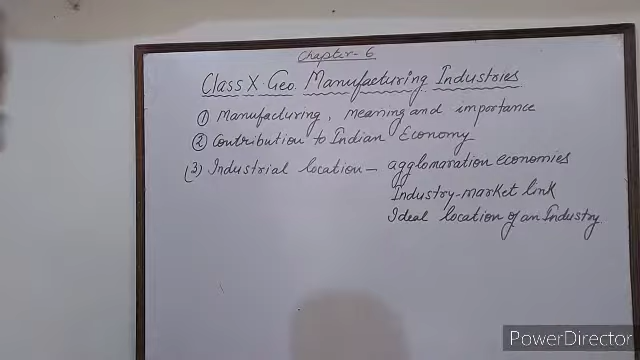 Chapter-6
Class X Geo. Manufacturing Industries
① Manufacturing, meaning and importance
② Contribution to Indian Economy
(3) Industrial location – agglomaration economies
Industry-market link
Ideal location of an Industry.
PowerDirector